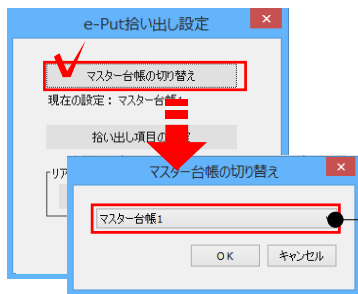 e-Put拾い出し設定
マスター台帳の切り替え
現在の設定：マスター台帳
拾い出し項目の
マスター台帳の切り替え
マスター台帳1
OK
キャンセル